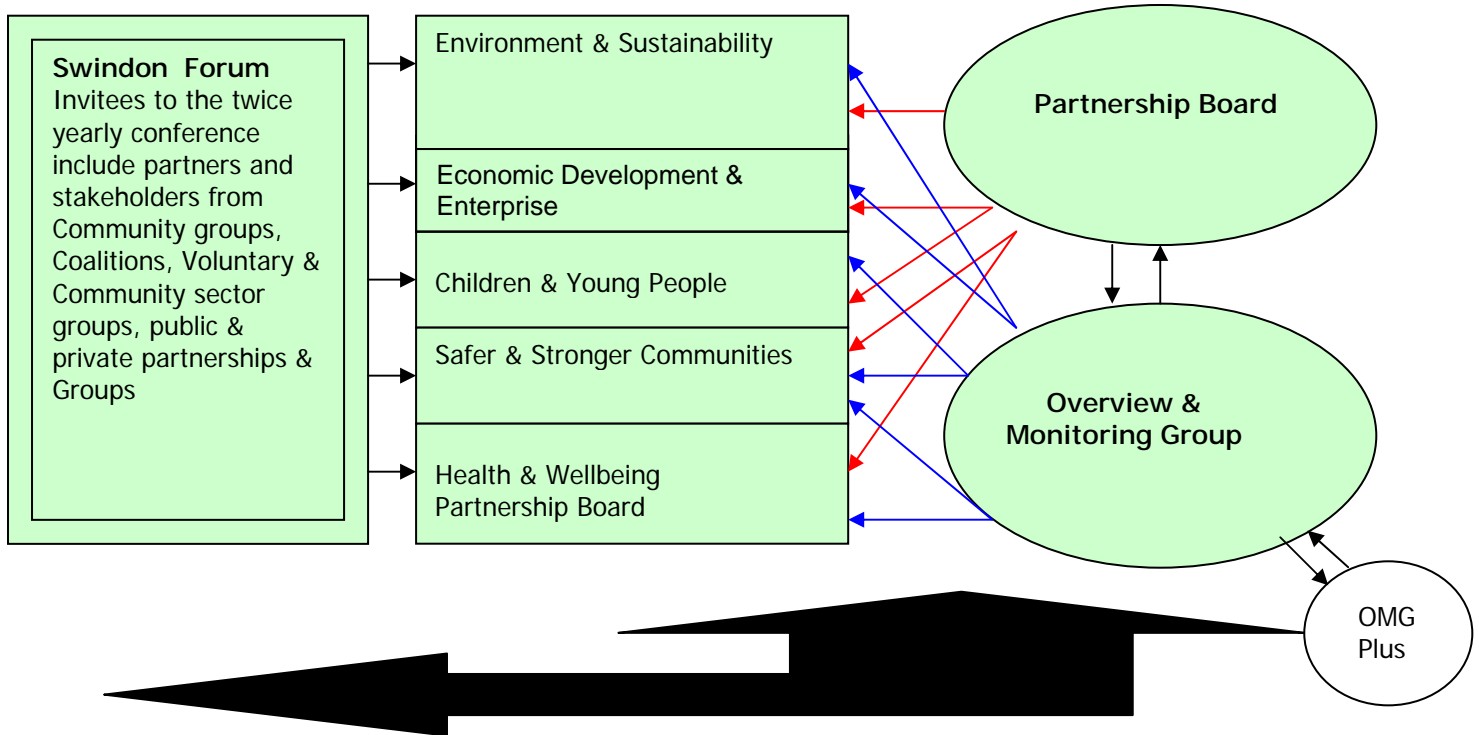 Swindon Forum
Invitees to the twice
yearly conference
include partners and
stakeholders from
Community groups,
Coalitions, Voluntary &
Community sector
groups, public &
private partnerships &
Groups
Environment & Sustainability
Economic Development &
Enterprise
Children & Young People
Safer & Stronger Communities
Health & Wellbeing
Partnership Board
Partnership Board
Overview &
Monitoring Group
OMG
Plus